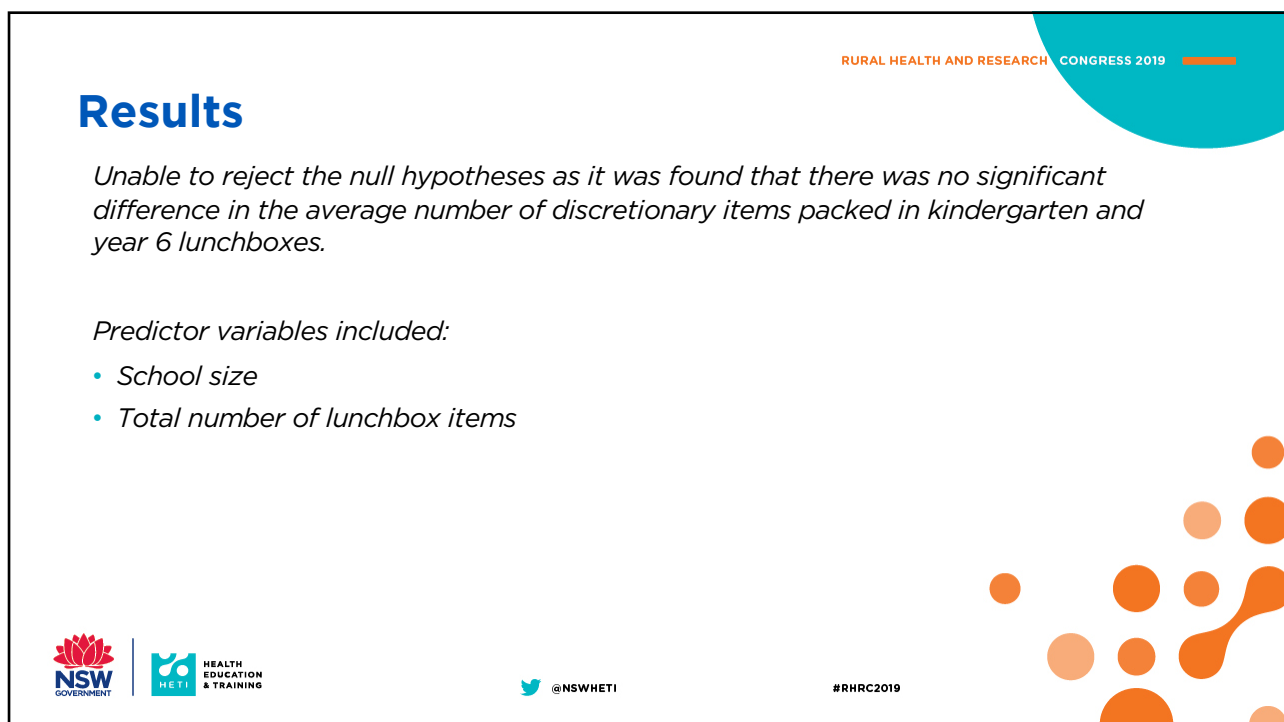 RURAL HEALTH AND RESEARCH CONGRESS 2019
Results
Unable to reject the null hypotheses as it was found that there was no significant
difference in the average number of discretionary items packed in kindergarten and
year 6 lunchboxes.
Predictor variables included:
• School size
• Total number of lunchbox items
NSW
GOVERNMENT
HETI
HEALTH
EDUCATION
& TRAINING
@NSWHETI
#RHRC2019